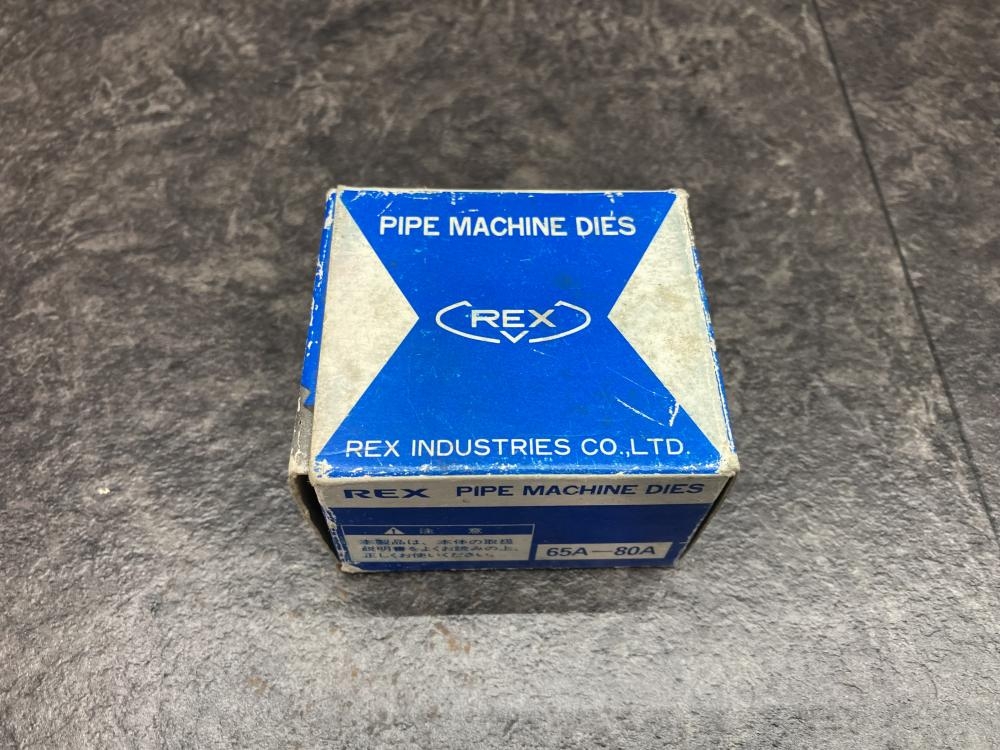 PIPE MACHINE DIES
REX
REX INDUSTRIES CO.,LTD.
REX PIPE MACHINE DIES
注 意
本製品は、本体の取扱
説明書をよくお読みの上、
正しくお使いください。
65A—80A